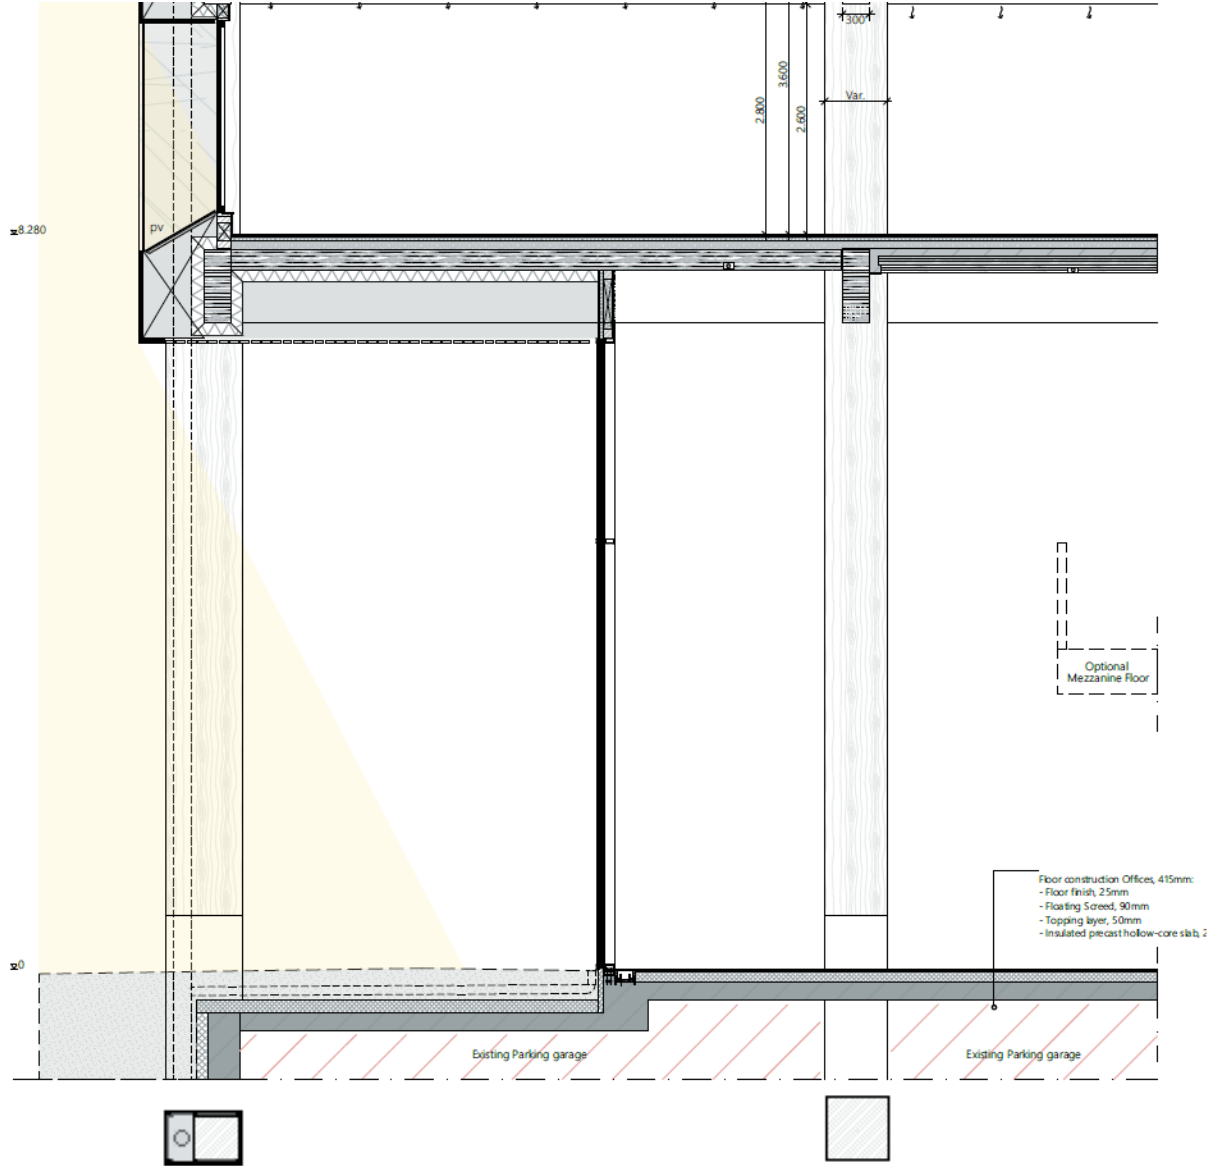 300
3.600
2.800
2.600
Var.
pv
8.280
Optional
Mezzanine Floor
Floor construction Offices, 415mm:
- Floor finish, 25mm
- Floating Screed, 90mm
- Topping layer, 50mm
- Insulated precast hollow-core slab, 2
0
Existing Parking garage
Existing Parking garage